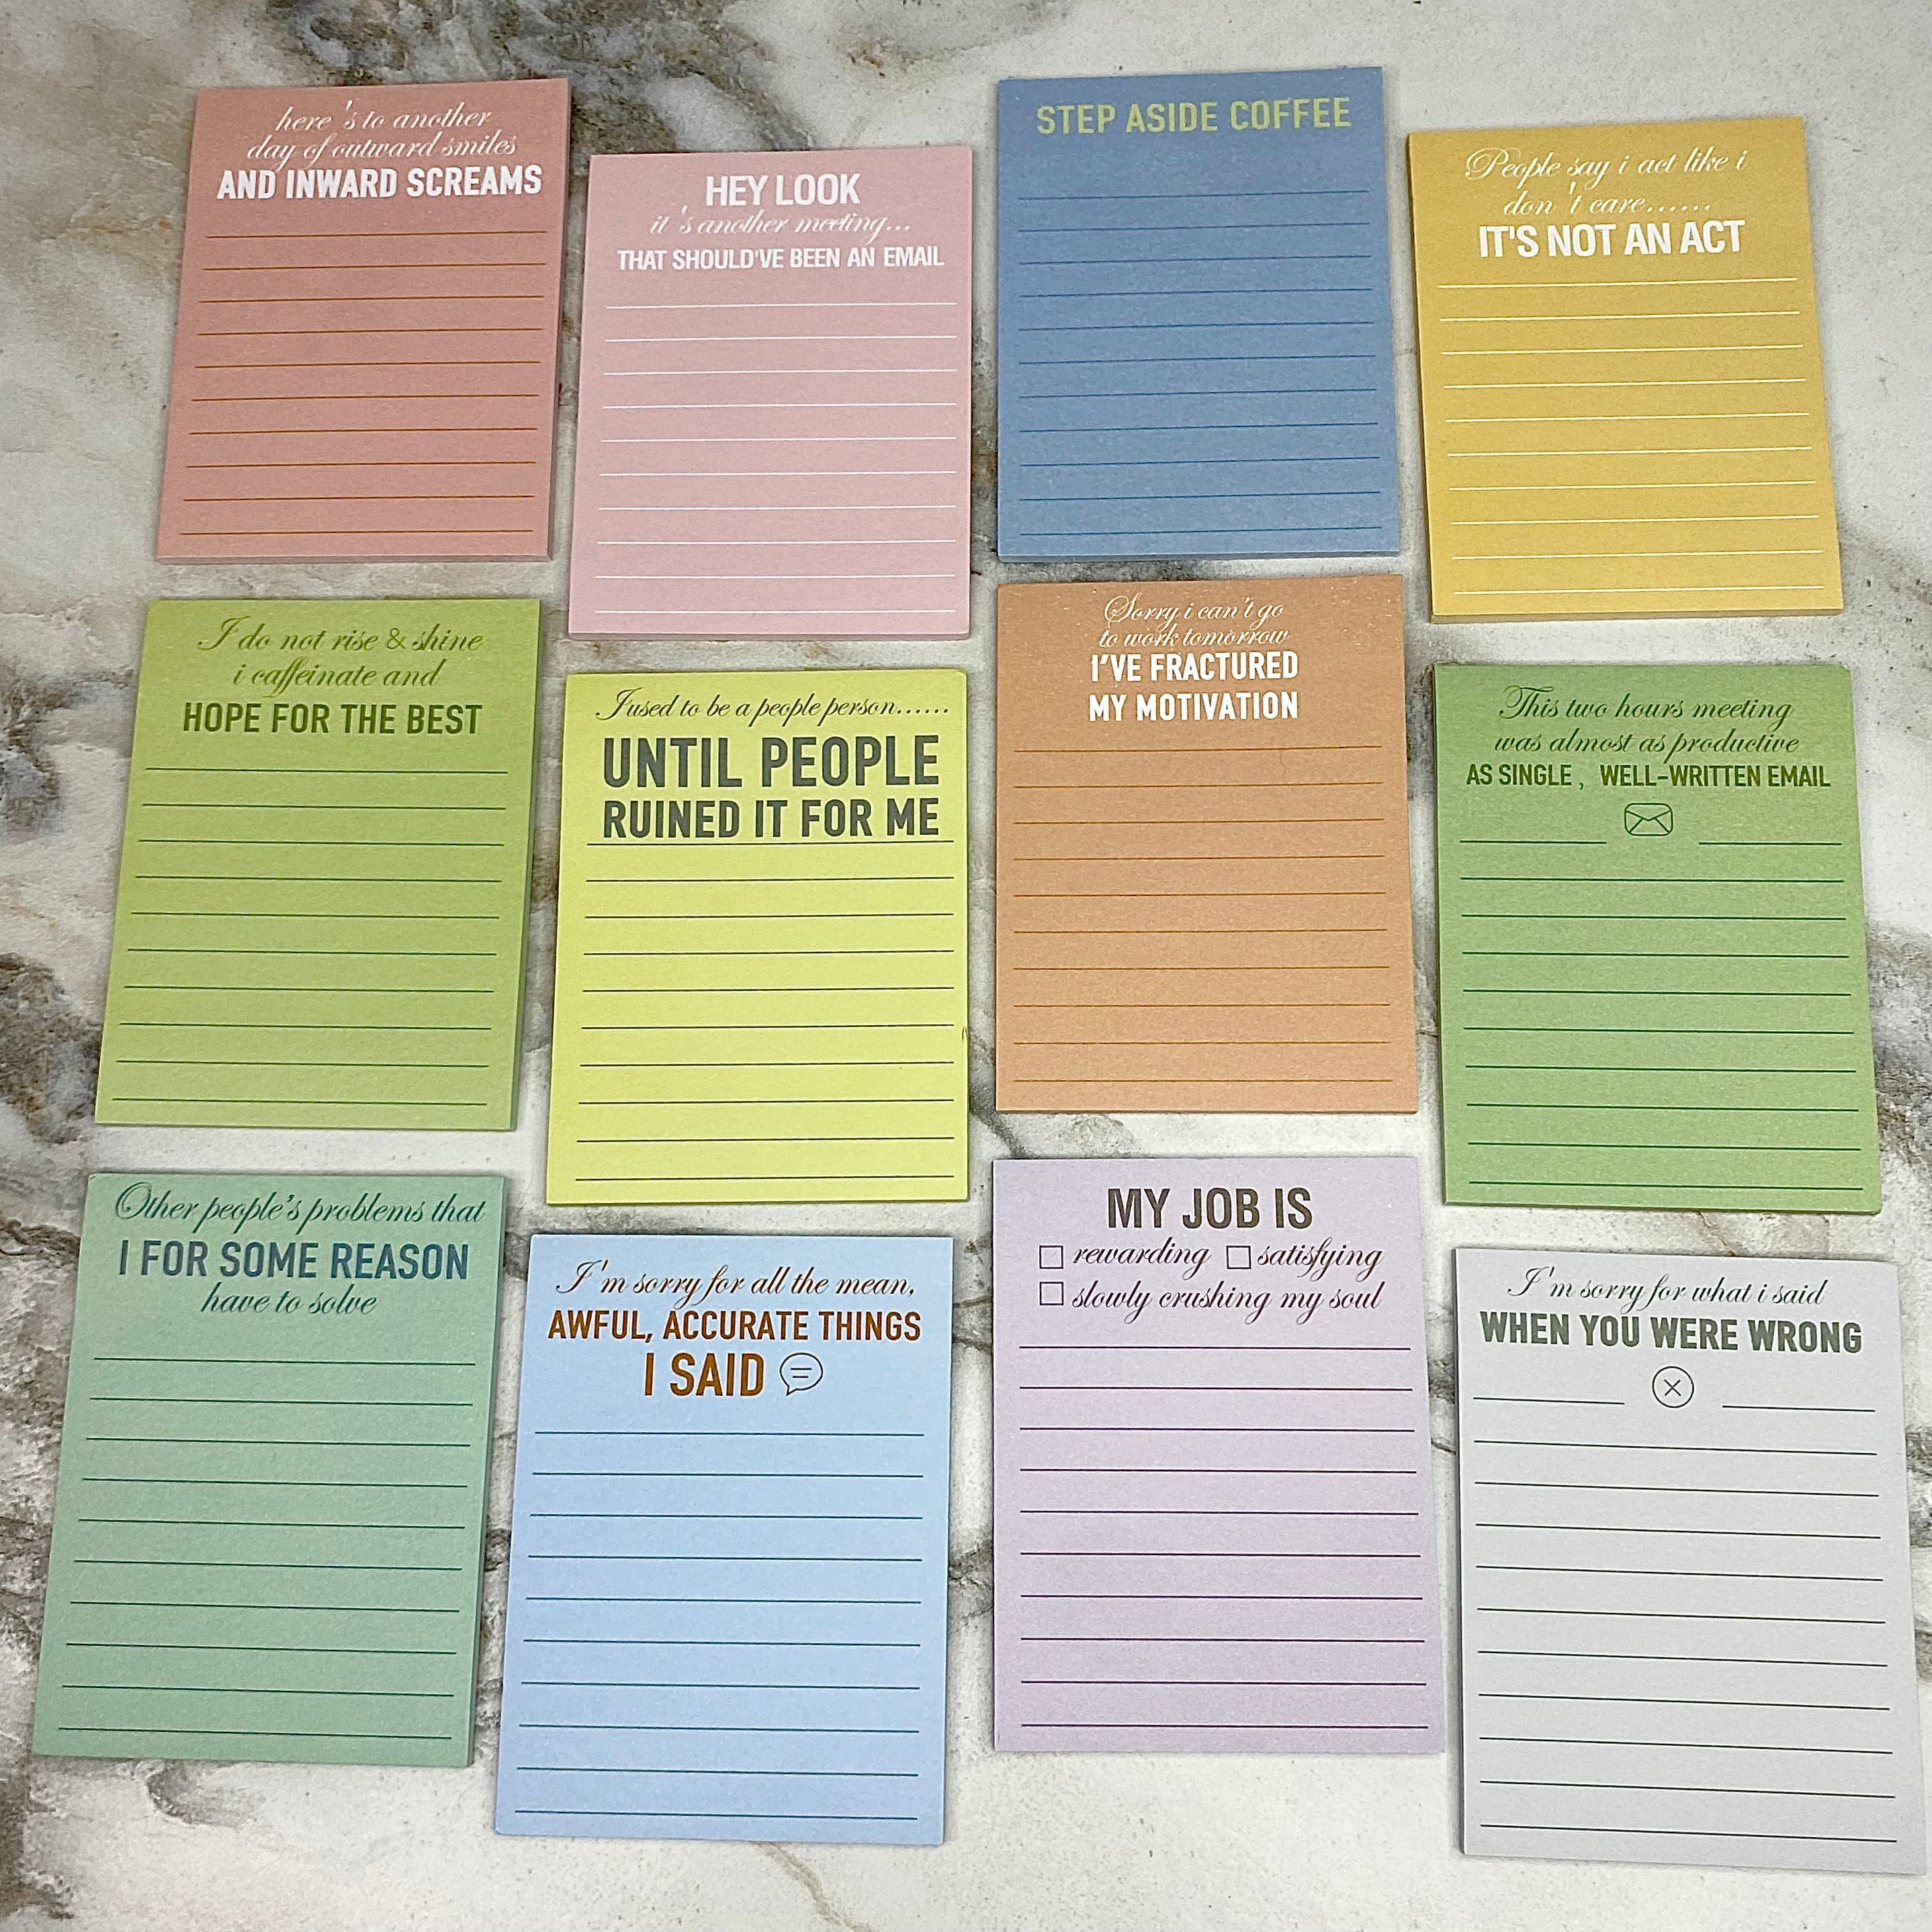 here's to another
day of outward smiles
AND INWARD SCREAMS
HEY LOOK
it's another meeting...
THAT SHOULD'VE BEEN AN EMAIL
STEP ASIDE COFFEE
People say i act like i
don't care......
IT'S NOT AN ACT
I do not rise & shine
i caffeinate and
HOPE FOR THE BEST
I used to be a people person......
UNTIL PEOPLE
RUINED IT FOR ME
Sorry i can't go
to work tomorrow
I'VE FRACTURED
MY MOTIVATION
This two hours meeting
was almost as productive
AS SINGLE, WELL-WRITTEN EMAIL
Other people's problems that
I FOR SOME REASON
have to solve
I'm sorry for all the mean,
AWFUL, ACCURATE THINGS
I SAID
MY JOB IS
rewarding satisfying
slowly crushing my soul
I'm sorry for what i said
WHEN YOU WERE WRONG